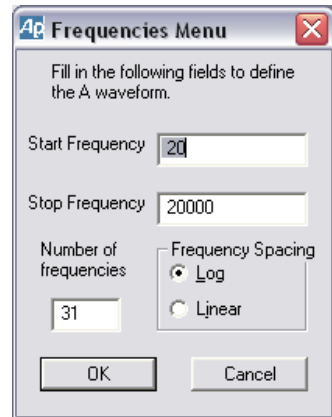 Ap Frequencies Menu
Fill in the following fields to define
the A waveform.
Start Frequency 20
Stop Frequency 20000
Number of
frequencies
31
Frequency Spacing
Log
Linear
OK Cancel